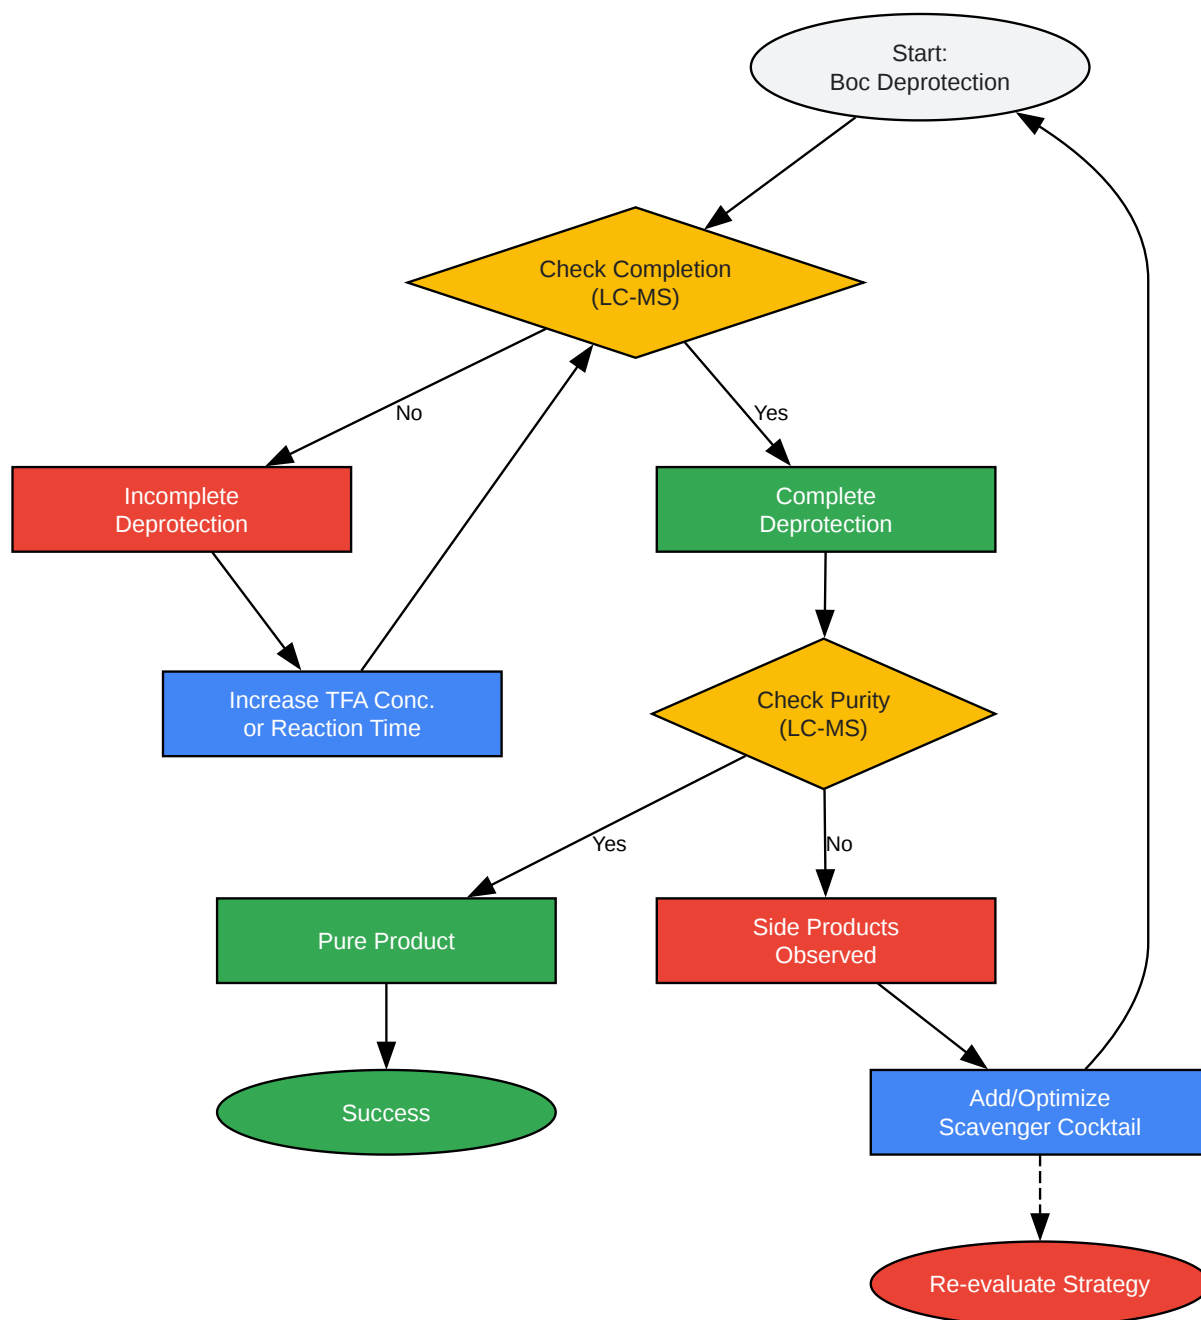 Start:
Boc Deprotection
Check Completion
(LC-MS)
No
Yes
Incomplete
Deprotection
Complete
Deprotection
Increase TFA Conc.
or Reaction Time
Check Purity
(LC-MS)
Yes
No
Pure Product
Side Products
Observed
Success
Add/Optimize
Scavenger Cocktail
Re-evaluate Strategy